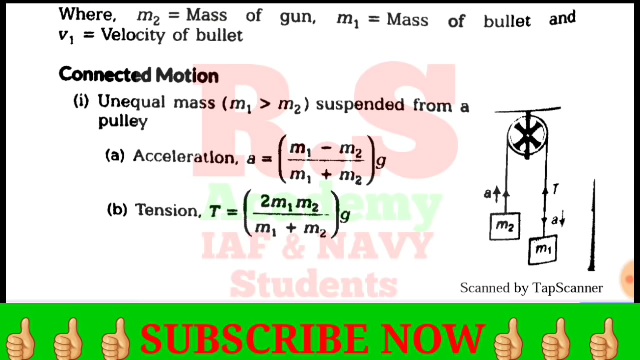 Where, m₂ = Mass of gun, m₁ = Mass of bullet and
v₁ = Velocity of bullet
Connected Motion
(i) Unequal mass (m₁ > m₂) suspended from a
pulley
(a) Acceleration, a = ( m₁ − m₂ / m₁ + m₂ ) g
(b) Tension, T = ( 2m₁ m₂ / m₁ + m₂ ) g
a
T
a
m₂
m₁
R.S
Academy
IAF & NAVY
Students
Scanned by TapScanner
SUBSCRIBE NOW